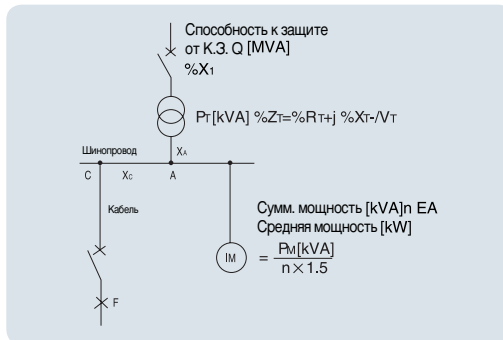 Способность к защите
от К.З. Q [MVA]
%X1
PT[kVA] %ZT=%RT+j %XT-/VT
Шинопровод
XA
C
XC
A
Кабель
Сумм. мощность [kVA]n EA
Средняя мощность [kW]
IM
= PM[kVA]
n×1.5
F